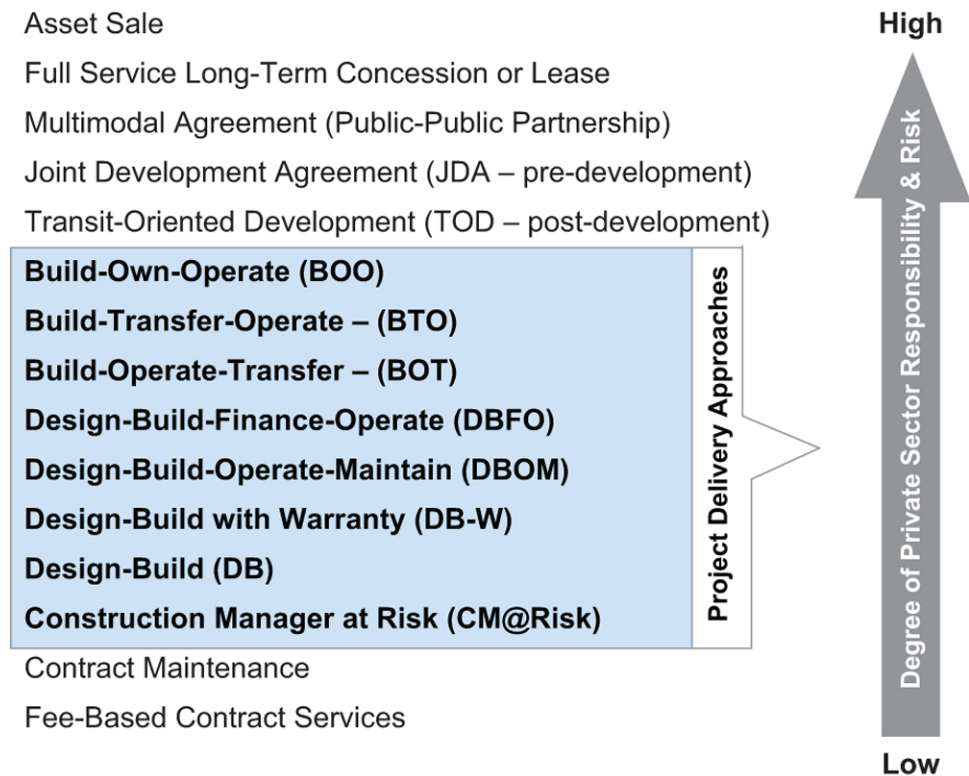 Asset Sale
Full Service Long-Term Concession or Lease
Multimodal Agreement (Public-Public Partnership)
Joint Development Agreement (JDA – pre-development)
Transit-Oriented Development (TOD – post-development)
Build-Own-Operate (BOO)
Build-Transfer-Operate – (BTO)
Build-Operate-Transfer – (BOT)
Design-Build-Finance-Operate (DBFO)
Design-Build-Operate-Maintain (DBOM)
Design-Build with Warranty (DB-W)
Design-Build (DB)
Construction Manager at Risk (CM@Risk)
Contract Maintenance
Fee-Based Contract Services
Project Delivery Approaches
High
Degree of Private Sector Responsibility & Risk
Low